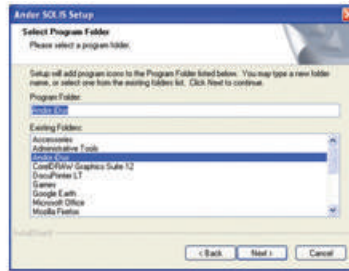 Andor SOLIS Setup
Select Program Folder
Please select a program folder.
Setup will add program icons to the Program Folder listed below. You may type a new folder
name, or select one from the existing folders list. Click Next to continue.
Program Folder:
Andor iDus
Existing Folders:
Accessories
Administrative Tools
Andor iDus
CorelDRAW Graphics Suite 12
DocuPrinter LT
Games
Google Earth
Microsoft Office
Mozilla Firefox
InstallShield
< Back
Next >
Cancel